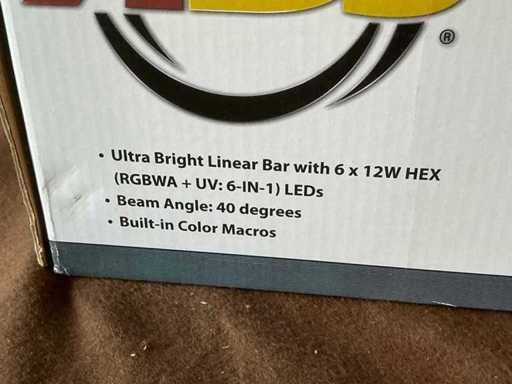 ®
• Ultra Bright Linear Bar with 6 x 12W HEX
(RGBWA + UV: 6-IN-1) LEDs
• Beam Angle: 40 degrees
• Built-in Color Macros